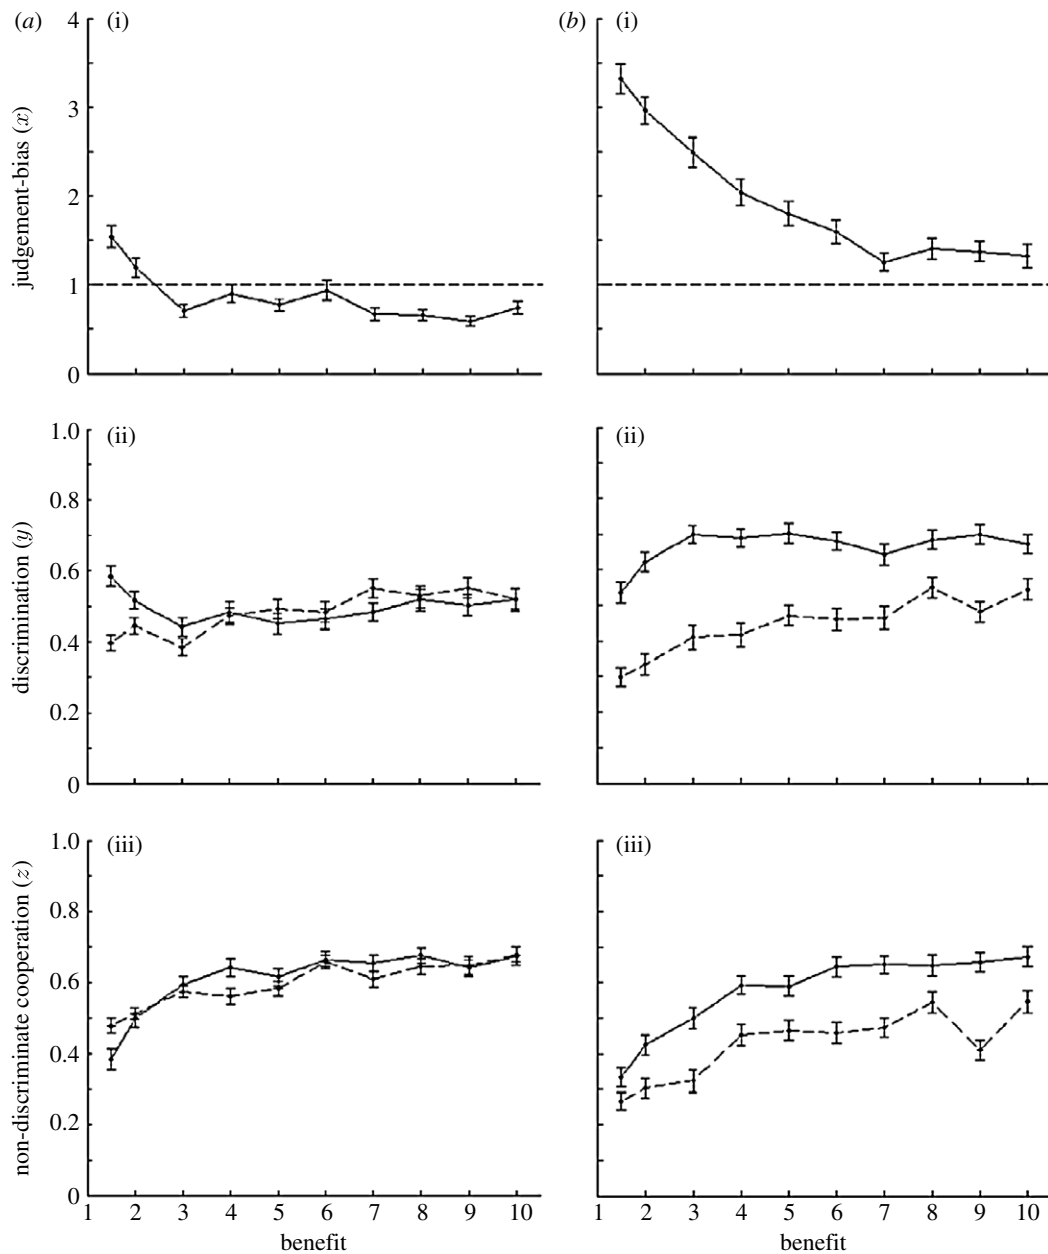 (a) (i) (b) (i)
4
3
2
1
0
judgement-bias (x)
(ii) (ii)
1.0
0.8
0.6
0.4
0.2
0
discrimination (y)
(iii) (iii)
1.0
0.8
0.6
0.4
0.2
0
non-discriminate cooperation (z)
1 2 3 4 5 6 7 8 9 10 1 2 3 4 5 6 7 8 9 10
benefit benefit